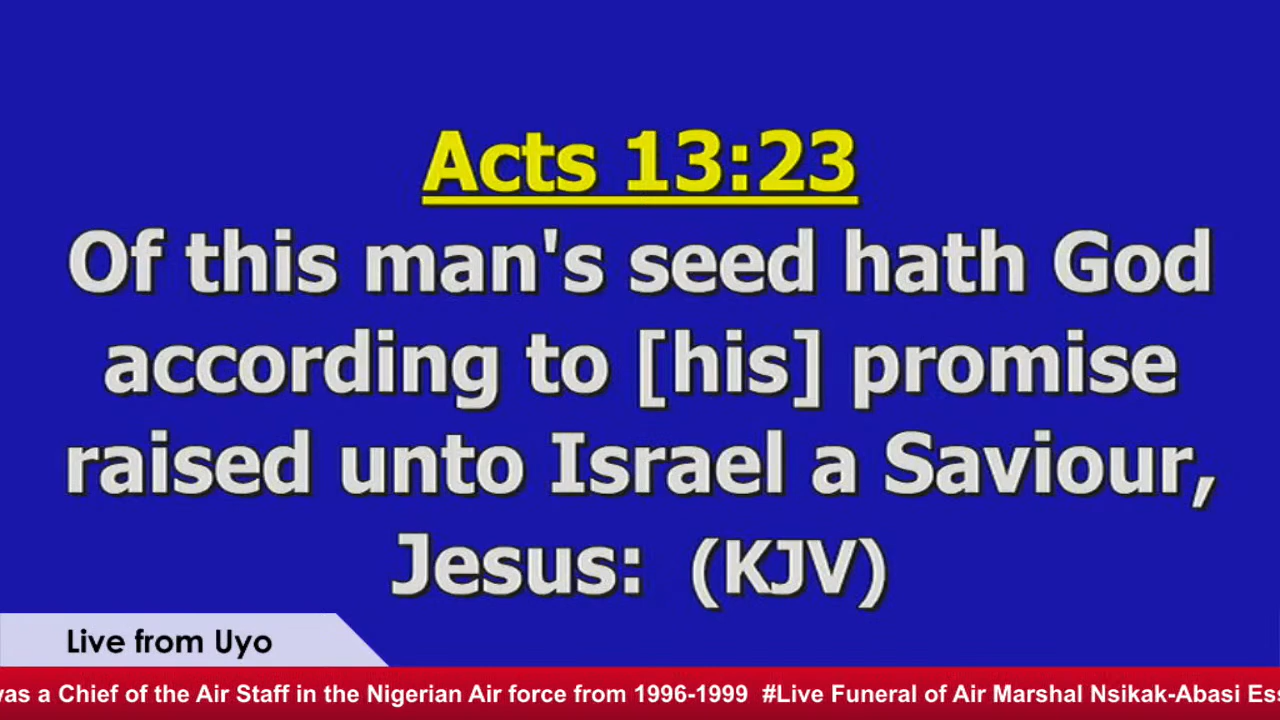 Acts 13:23
Of this man's seed hath God
according to [his] promise
raised unto Israel a Saviour,
Jesus: (KJV)
Live from Uyo
was a Chief of the Air Staff in the Nigerian Air force from 1996-1999 #Live Funeral of Air Marshal Nsikak-Abasi